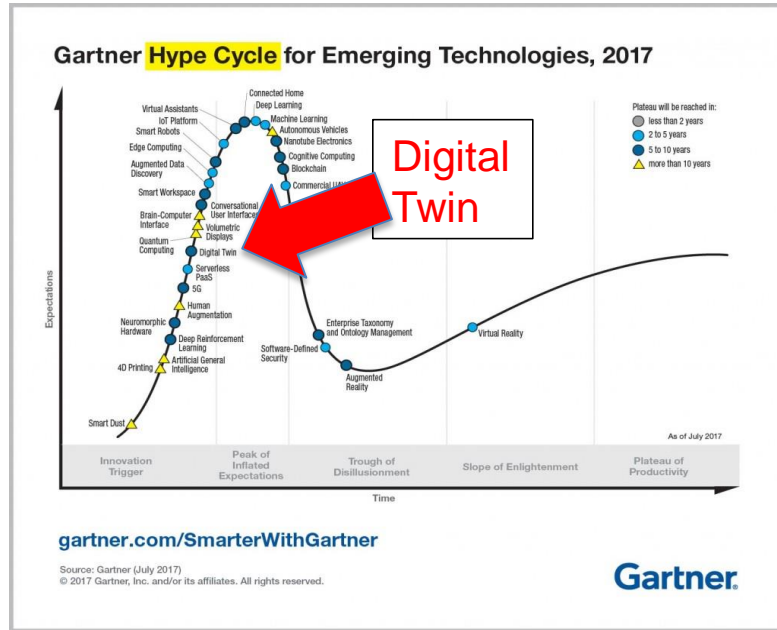 Gartner Hype Cycle for Emerging Technologies, 2017
Connected Home
Deep Learning
Virtual Assistants
Machine Learning
IoT Platform
Autonomous Vehicles
Smart Robots
Nanotube Electronics
Edge Computing
Cognitive Computing
Augmented Data
Discovery
Blockchain
Commercial
Smart Workspace
Conversational
User Interfaces
Brain-Computer
Interface
Volumetric
Displays
Quantum
Computing
Digital Twin
Serverless
PaaS
5G
Human
Augmentation
Neuromorphic
Hardware
Deep Reinforcement
Learning
Artificial General
Intelligence
4D Printing
Smart Dust
Enterprise Taxonomy
and Ontology Management
Software-Defined
Security
Augmented
Reality
Virtual Reality
Plateau will be reached in:
less than 2 years
2 to 5 years
5 to 10 years
more than 10 years
Digital
Twin
Expectations
As of July 2017
Innovation
Trigger
Peak of
Inflated
Expectations
Trough of
Disillusionment
Slope of Enlightenment
Plateau of
Productivity
Time
gartner.com/SmarterWithGartner
Source: Gartner (July 2017)
© 2017 Gartner, Inc. and/or its affiliates. All rights reserved.
Gartner